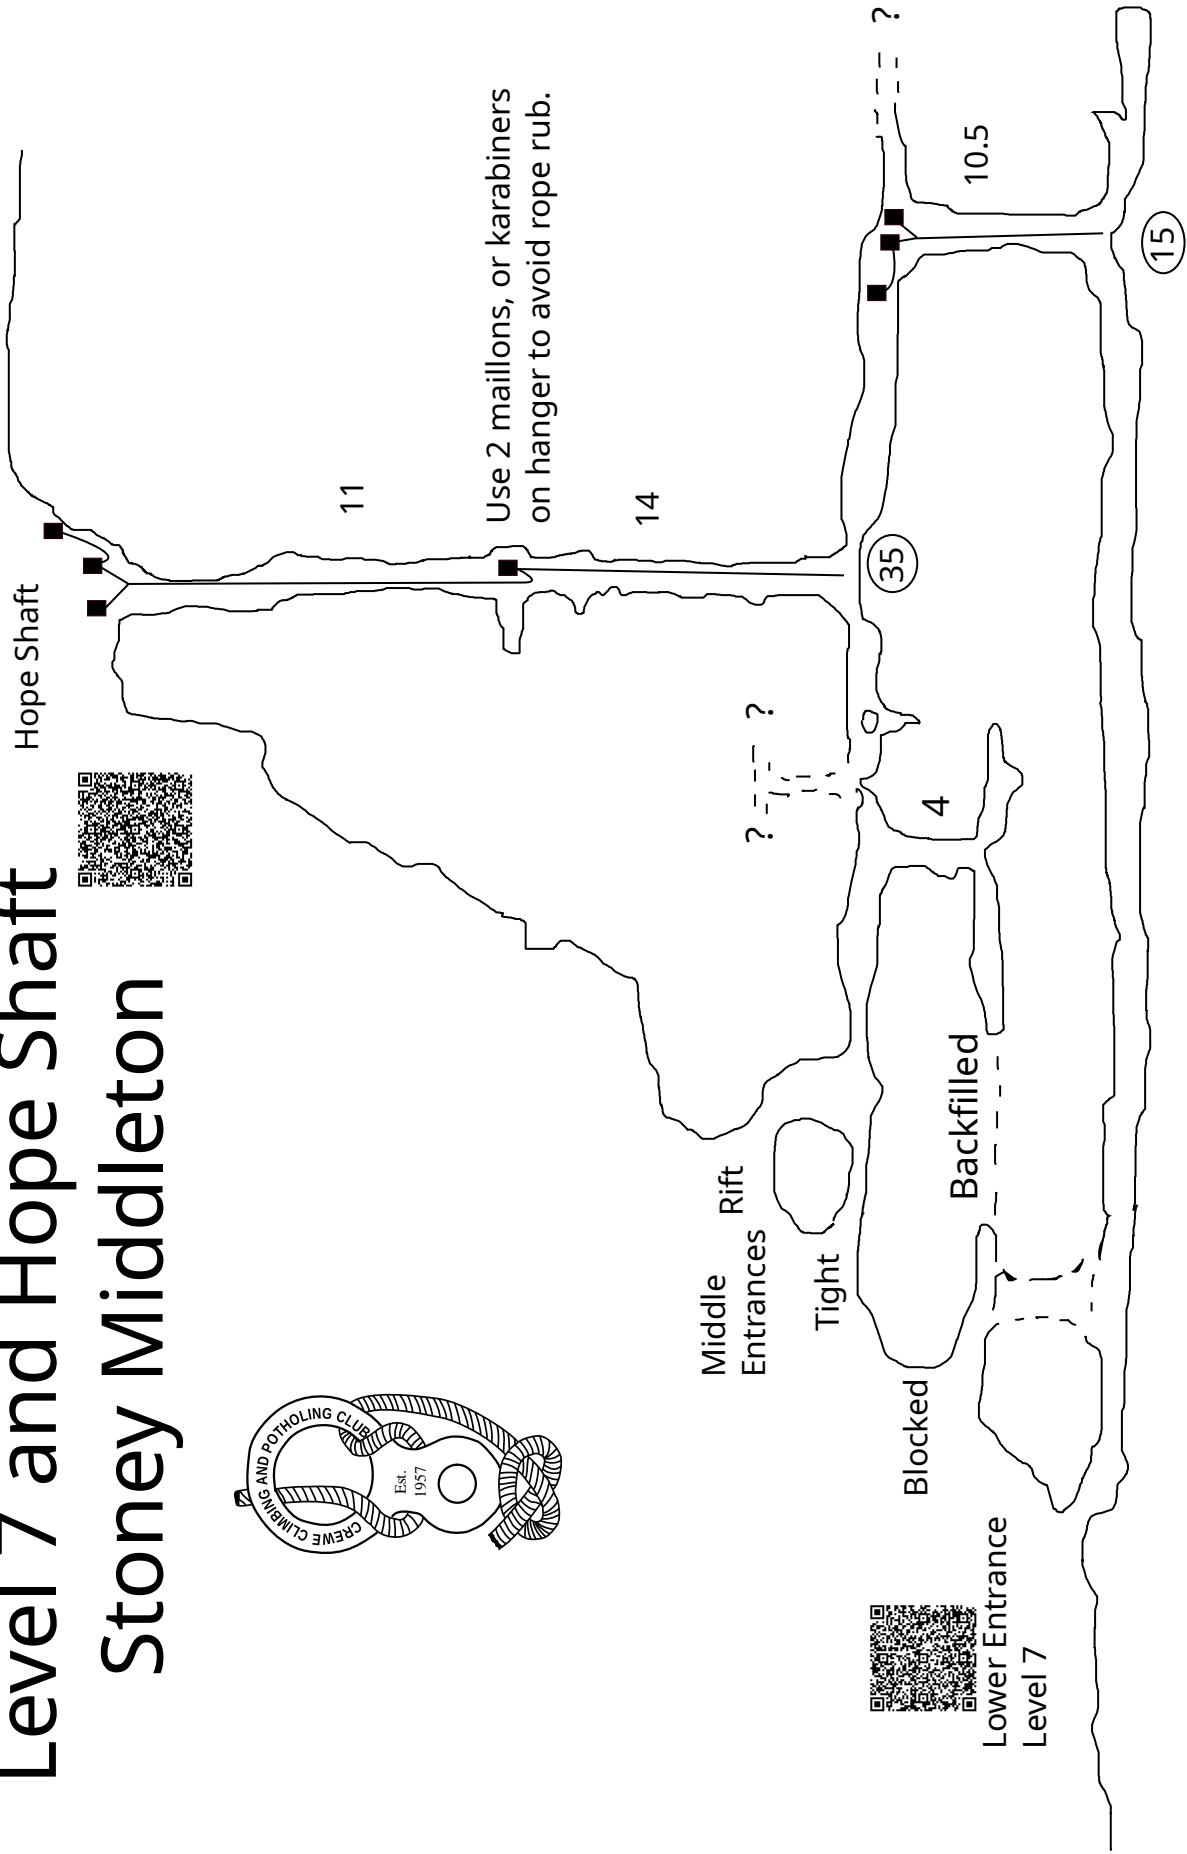 Level 7 and Hope Shaft
Stoney Middleton
Hope Shaft
CREWE CLIMBING AND POTHOLING CLUB
Est.
1957
11
Use 2 maillons, or karabiners
on hanger to avoid rope rub.
14
? ?
Middle
Entrances
Rift
Tight
35
?
4
10.5
Blocked
Backfilled
15
Lower Entrance
Level 7